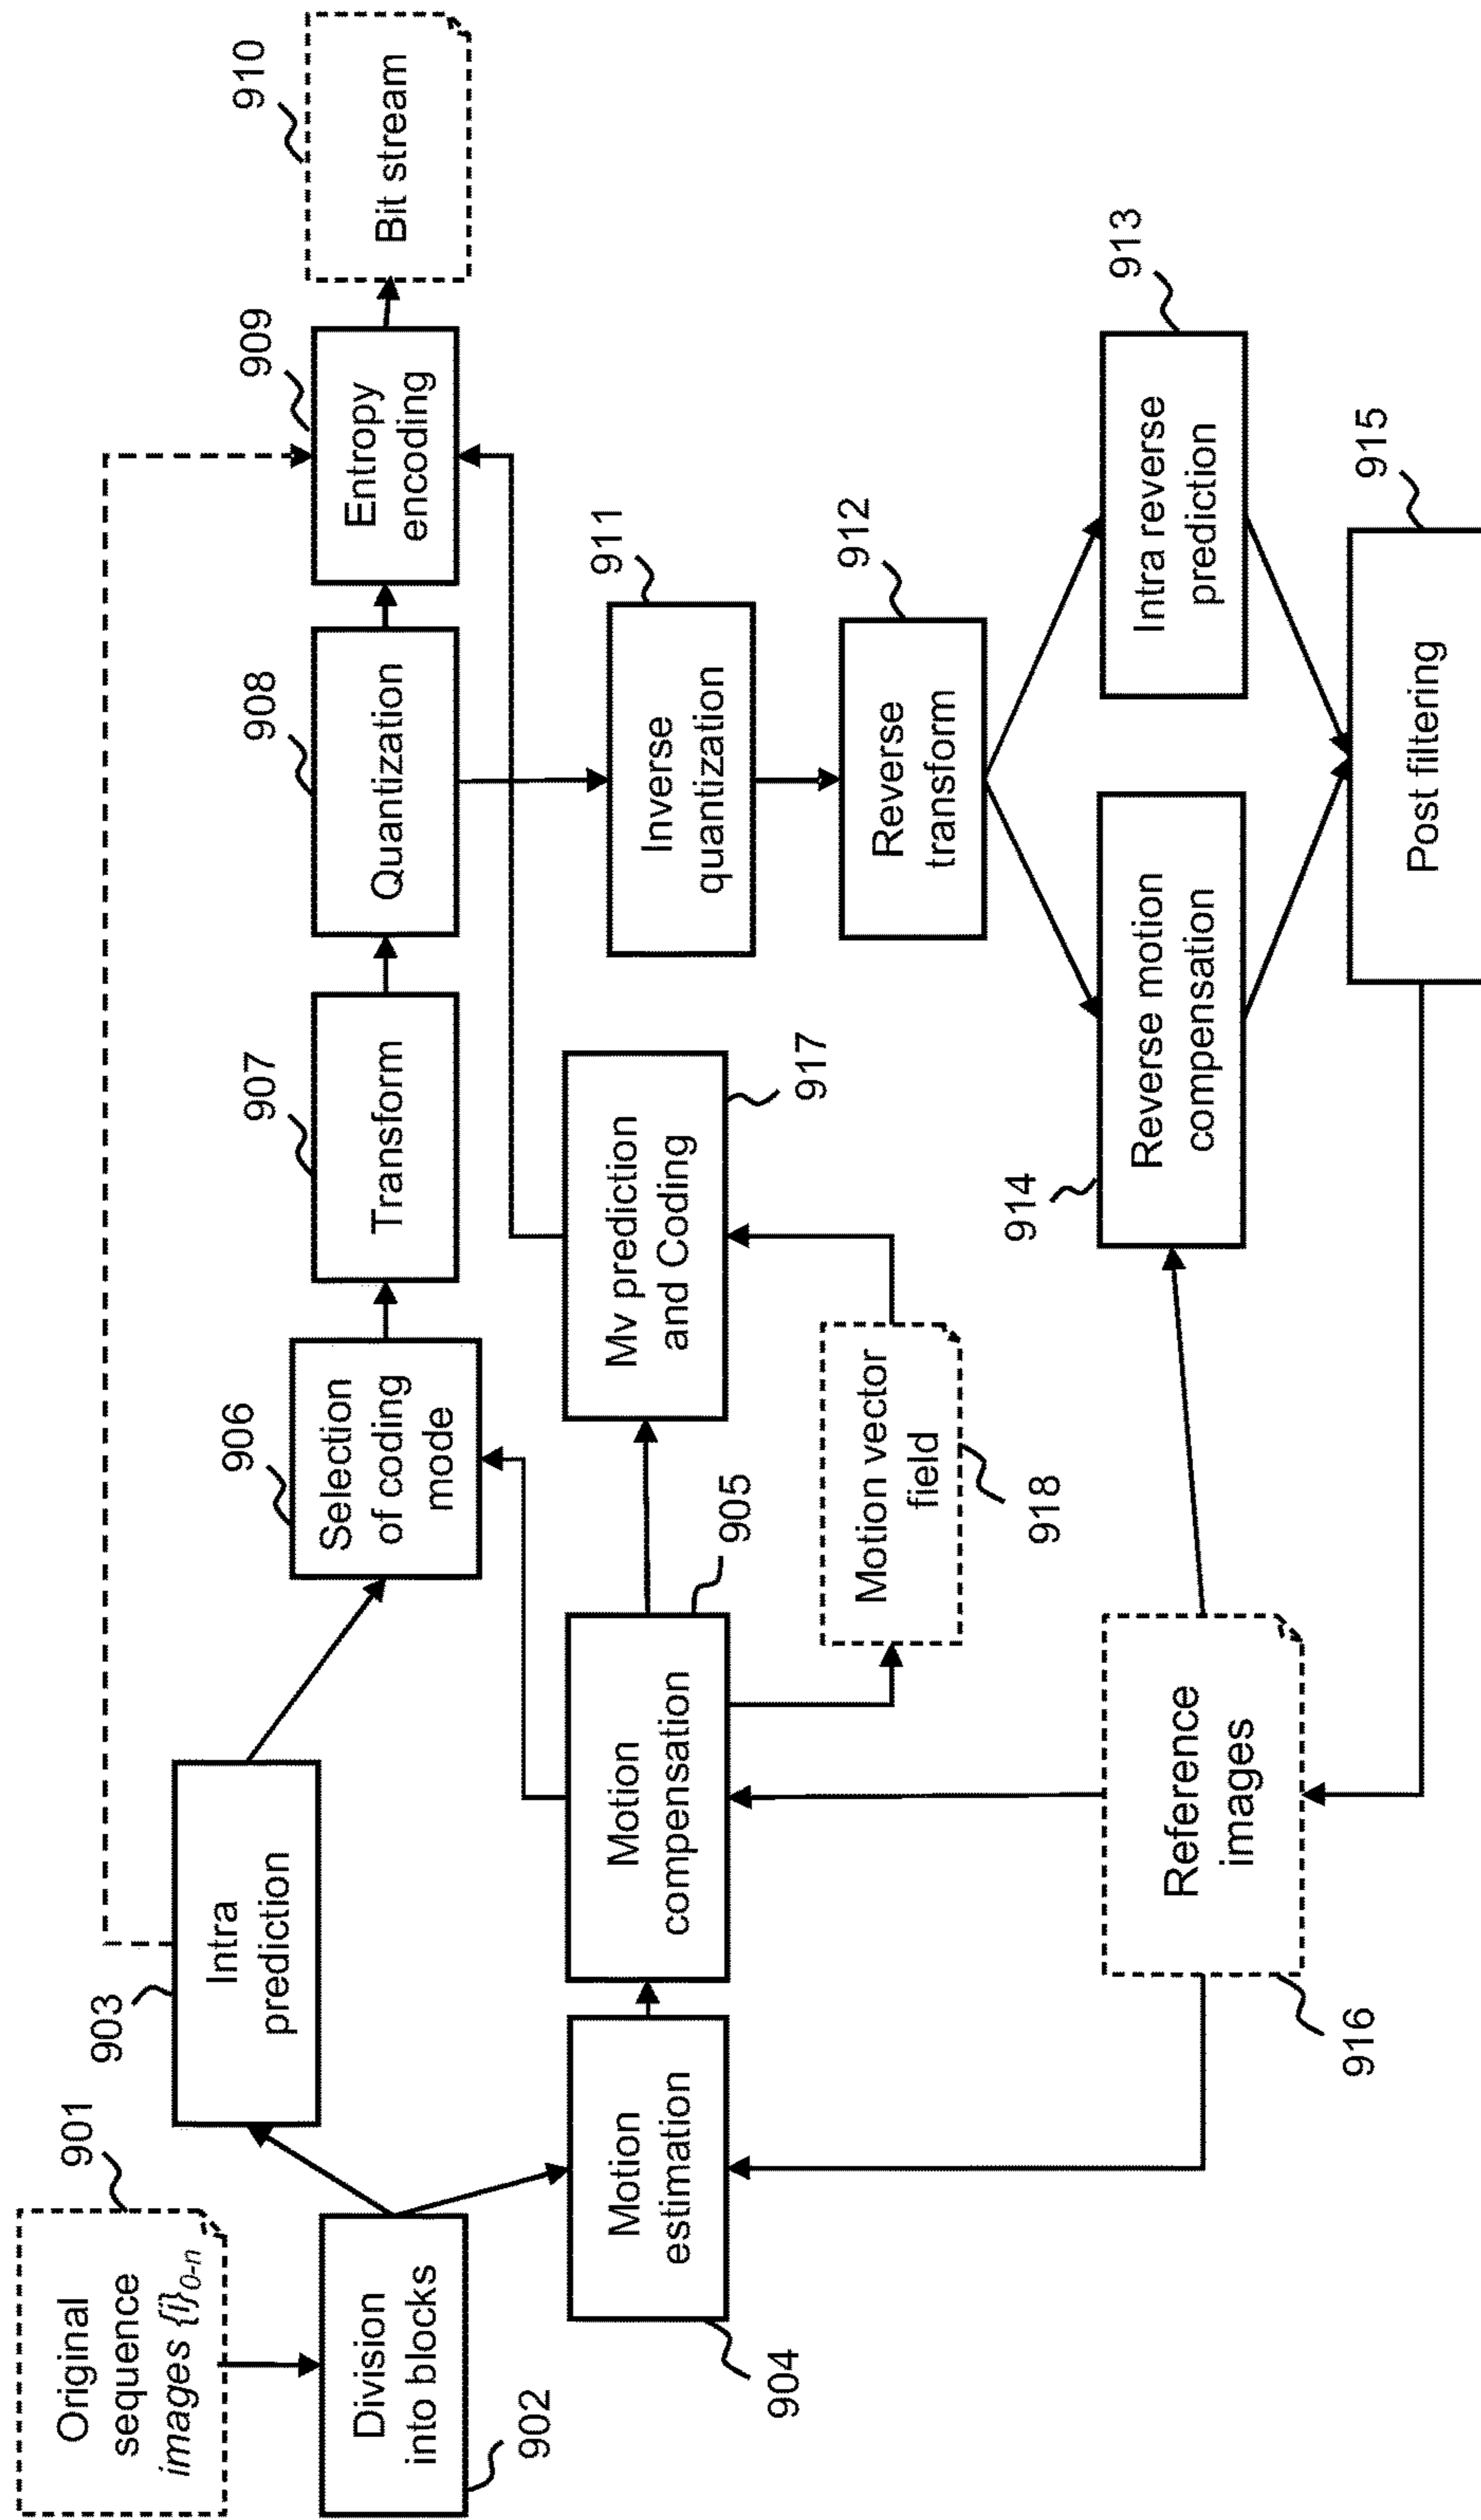 901
Original
sequence
images {i}0-n
903
Intra
prediction
902
Division
into blocks
904
Motion
estimation
905
Motion
compensation
906
Selection
of coding
mode
907
Transform
908
Quantization
909
Entropy
encoding
910
Bit stream
917
Mv prediction
and Coding
918
Motion vector
field
911
Inverse
quantization
912
Reverse
transform
916
Reference
images
914
Reverse motion
compensation
913
Intra reverse
prediction
915
Post filtering